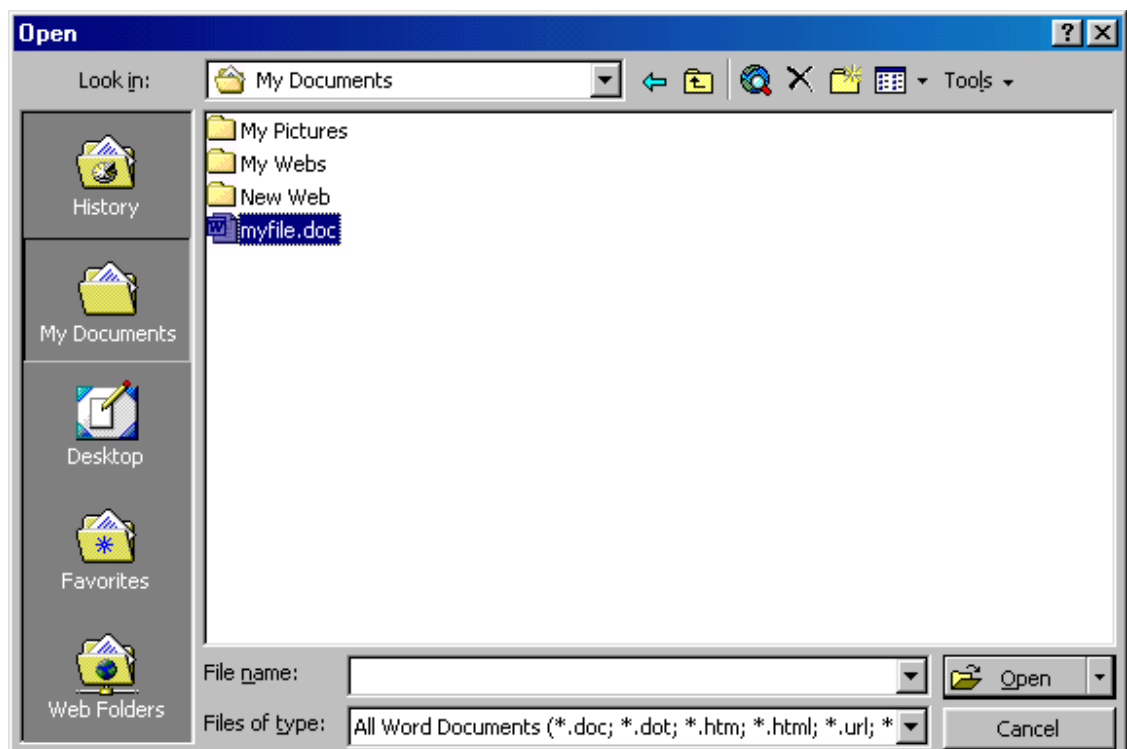 Open
Look in: My Documents Tools
My Pictures
My Webs
New Web
myfile.doc
History
My Documents
Desktop
Favorites
Web Folders
File name: Open
Files of type: All Word Documents (*.doc; *.dot; *.htm; *.html; *.url; * Cancel